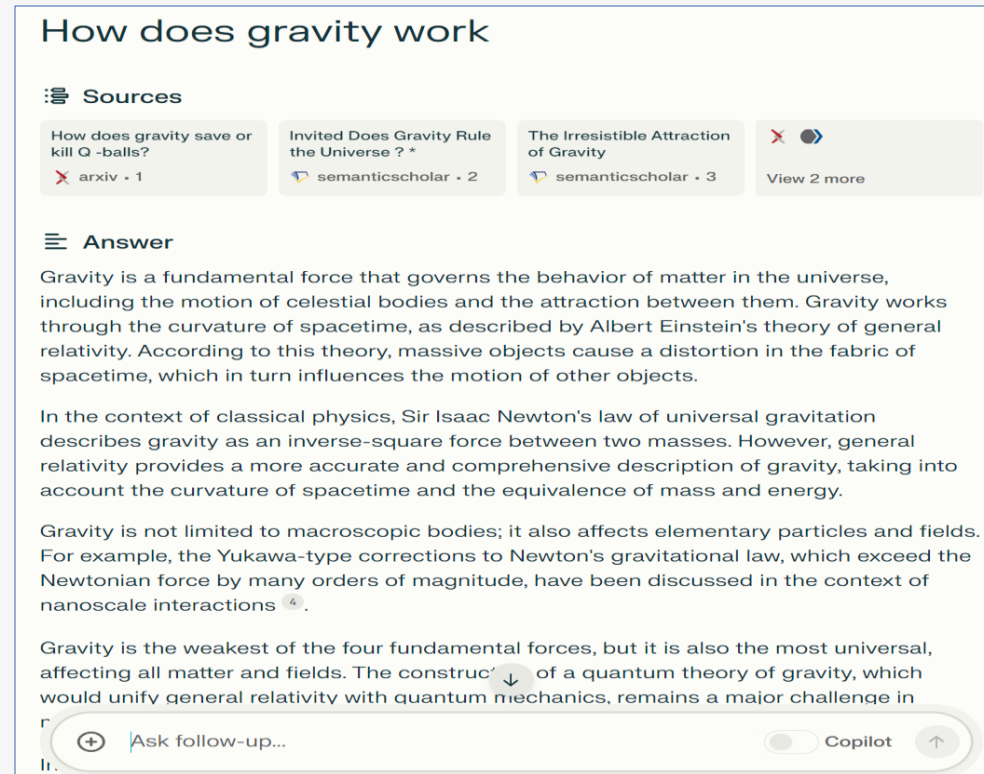 How does gravity work
Sources
How does gravity save or
kill Q -balls?
arxiv • 1
Invited Does Gravity Rule
the Universe ? *
semanticscholar • 2
The Irresistible Attraction
of Gravity
semanticscholar • 3
View 2 more
Answer
Gravity is a fundamental force that governs the behavior of matter in the universe,
including the motion of celestial bodies and the attraction between them. Gravity works
through the curvature of spacetime, as described by Albert Einstein's theory of general
relativity. According to this theory, massive objects cause a distortion in the fabric of
spacetime, which in turn influences the motion of other objects.
In the context of classical physics, Sir Isaac Newton's law of universal gravitation
describes gravity as an inverse-square force between two masses. However, general
relativity provides a more accurate and comprehensive description of gravity, taking into
account the curvature of spacetime and the equivalence of mass and energy.
Gravity is not limited to macroscopic bodies; it also affects elementary particles and fields.
For example, the Yukawa-type corrections to Newton's gravitational law, which exceed the
Newtonian force by many orders of magnitude, have been discussed in the context of
nanoscale interactions 4.
Gravity is the weakest of the four fundamental forces, but it is also the most universal,
affecting all matter and fields. The of a quantum theory of gravity, which
would unify general relativity with quantum mechanics, remains a major challenge in
Ask follow-up...
Copilot